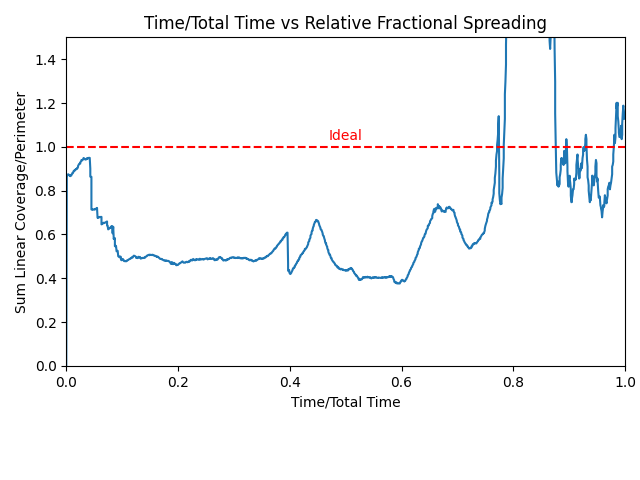 Time/Total Time vs Relative Fractional Spreading
Sum Linear Coverage/Perimeter
1.4
1.2
1.0
0.8
0.6
0.4
0.2
0.0
Ideal
0.0 0.2 0.4 0.6 0.8 1.0
Time/Total Time